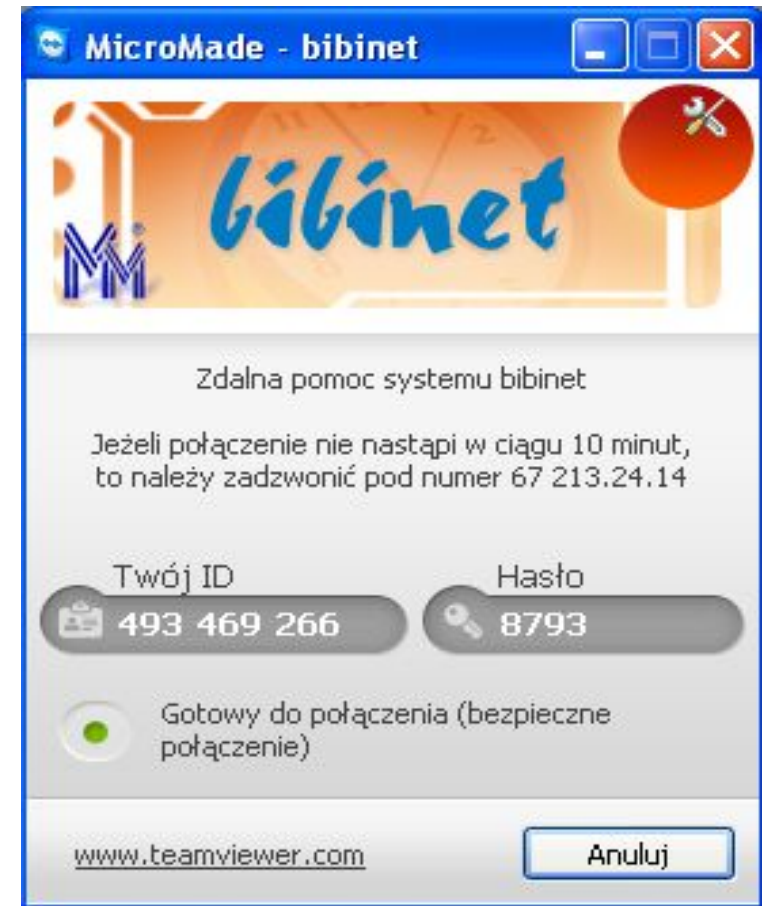 MicroMade - bibinet
bibinet
MM
Zdalna pomoc systemu bibinet
Jeżeli połączenie nie nastąpi w ciągu 10 minut,
to należy zadzwonić pod numer 67 213.24.14
Twój ID
Hasło
493 469 266
8793
Gotowy do połączenia (bezpieczne
połączenie)
www.teamviewer.com
Anuluj